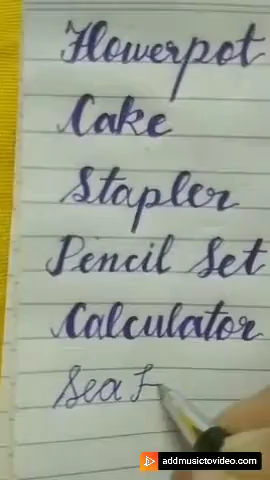 Flowerpot
Cake
Stapler
Pencil Set
Calculator
Sea F
addmusictovideo.com